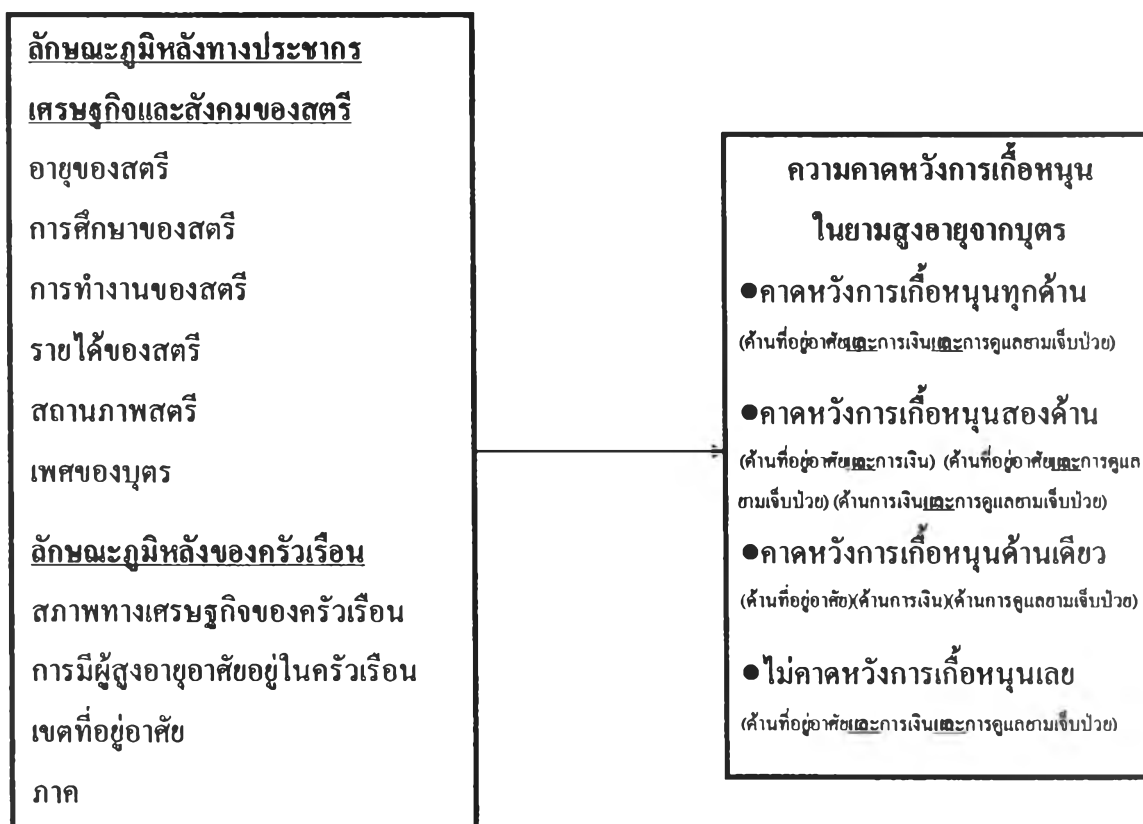 ลักษณะภูมิหลังทางประชากร
เศรษฐกิจและสังคมของสตรี
อายุของสตรี
การศึกษาของสตรี
การทำงานของสตรี
รายได้ของสตรี
สถานภาพสตรี
เพศของบุตร
ลักษณะภูมิหลังของครัวเรือน
สภาพทางเศรษฐกิจของครัวเรือน
การมีผู้สูงอายุอาศัยอยู่ในครัวเรือน
เขตที่อยู่อาศัย
ภาค
ความคาดหวังการเกื้อหนุน
ในยามสูงอายุจากบุตร
●คาดหวังการเกื้อหนุนทุกด้าน
(ด้านที่อยู่อาศัยและการเงินและการดูแลยามเจ็บป่วย)
●คาดหวังการเกื้อหนุนสองด้าน
(ด้านที่อยู่อาศัยและการเงิน) (ด้านที่อยู่อาศัยและการดูแล
ยามเจ็บป่วย) (ด้านการเงินและการดูแลยามเจ็บป่วย)
●คาดหวังการเกื้อหนุนด้านเดียว
(ด้านที่อยู่อาศัย)(ด้านการเงิน)(ด้านการดูแลยามเจ็บป่วย)
●ไม่คาดหวังการเกื้อหนุนเลย
(ด้านที่อยู่อาศัยและการเงินและการดูแลยามเจ็บป่วย)